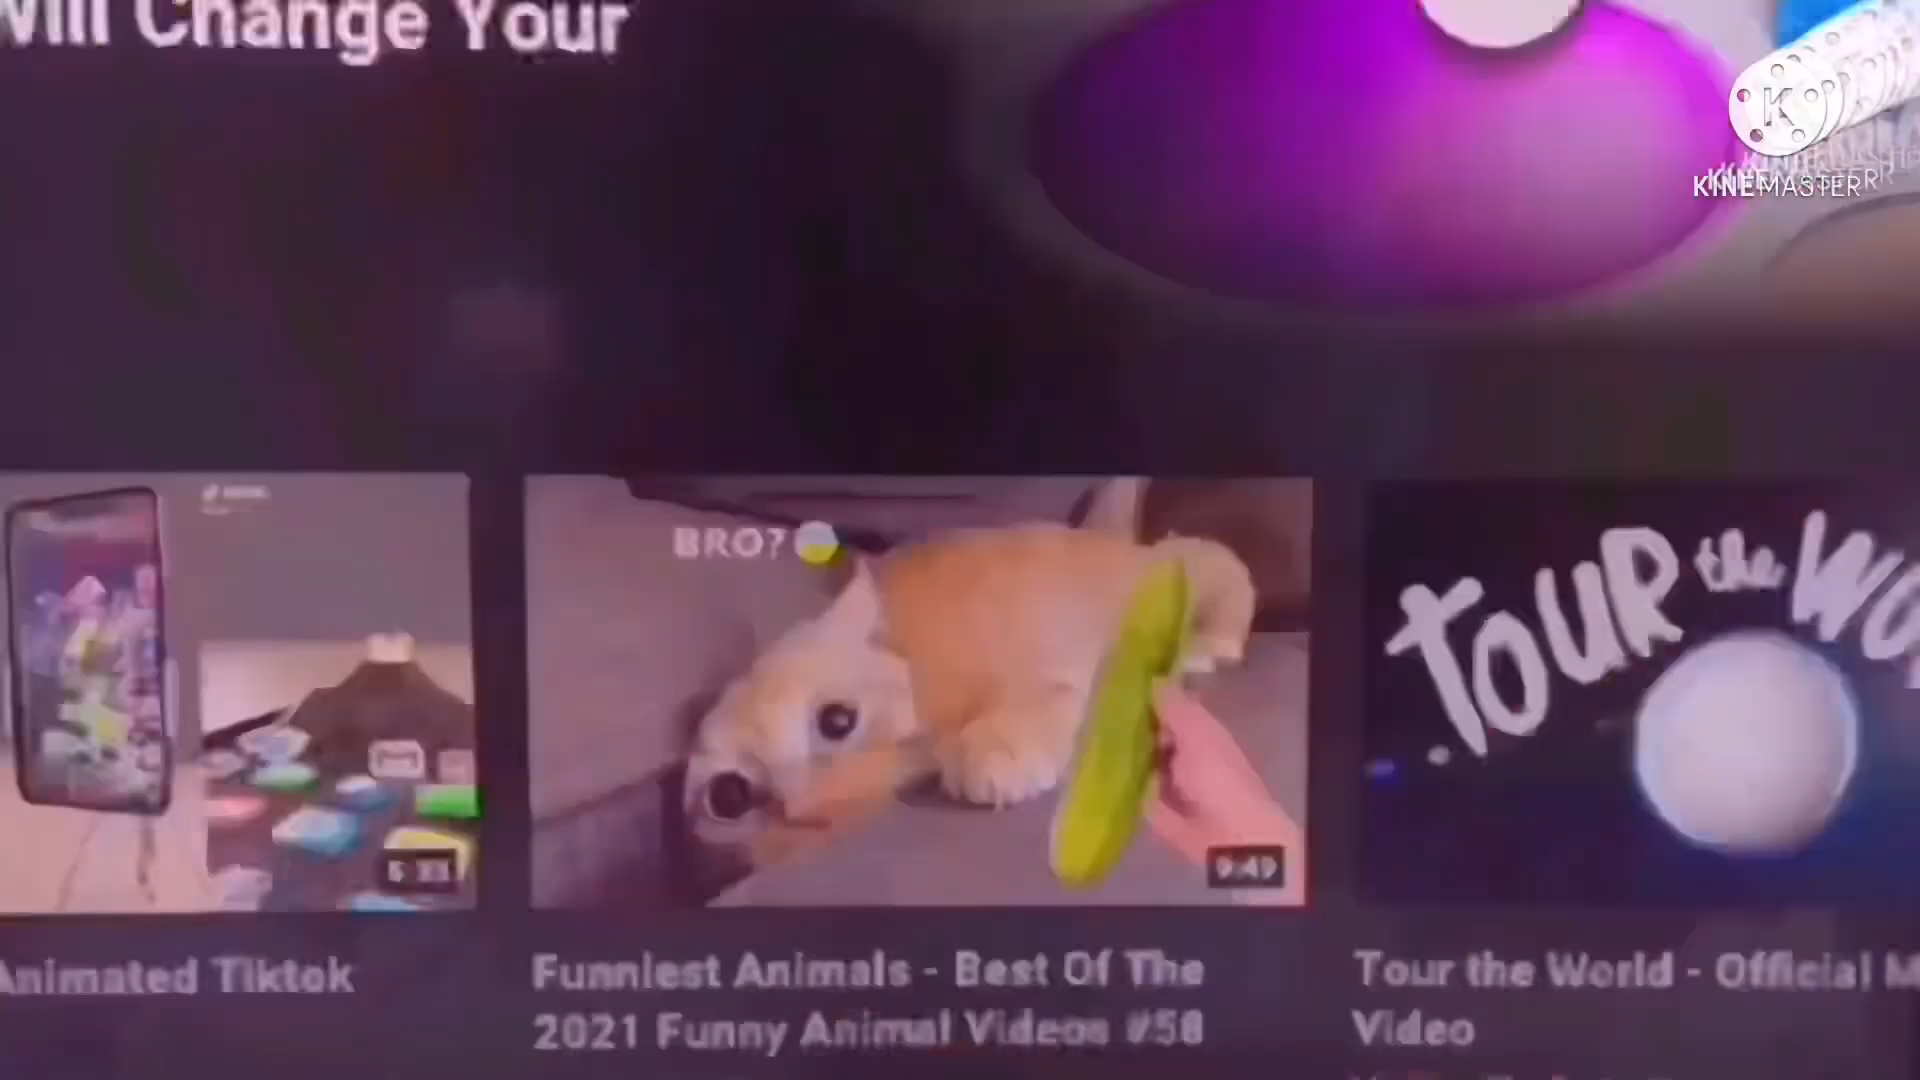 Will Change Your
KINEMASTER
BRO?
TOUR the
9:49
Animated Tiktok
Funniest Animals - Best Of The
2021 Funny Animal Videos #58
Tour the World - Official
Video